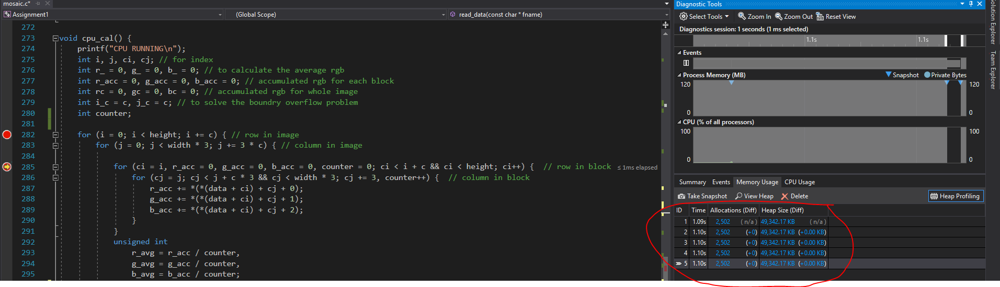 mosaic.c*
Assignment1 (Global Scope) read_data(const char * fname)
272
273 void cpu_cal() {
274 printf("CPU RUNNING\n");
275 int i, j, ci, cj; // for index
276 int r_ = 0, g_ = 0, b_ = 0; // to calculate the average rgb
277 int r_acc = 0, g_acc = 0, b_acc = 0; // accumulated rgb for each block
278 int rc = 0, gc = 0, bc = 0; // accumulated rgb for whole image
279 int i_c = c, j_c = c; // to solve the boundry overflow problem
280 int counter;
281
282 for (i = 0; i < height; i += c) { // row in image
283 for (j = 0; j < width * 3; j += 3 * c) { // column in image
284
285 for (ci = i, r_acc = 0, g_acc = 0, b_acc = 0, counter = 0; ci < i + c && ci < height; ci++) { // row in block ≤ 1ms elapsed
286 for (cj = j; cj < j + c * 3 && cj < width * 3; cj += 3, counter++) { // column in block
287 r_acc += *(*(data + ci) + cj + 0);
288 g_acc += *(*(data + ci) + cj + 1);
289 b_acc += *(*(data + ci) + cj + 2);
290 }
291 }
292 unsigned int
293 r_avg = r_acc / counter,
294 g_avg = g_acc / counter,
295 b_avg = b_acc / counter;
Diagnostic Tools
Select Tools Zoom In Zoom Out Reset View
Diagnostics session: 1 seconds (1 ms selected)
1.1s 1.1s
Events
Process Memory (MB) Snapshot Private Bytes
120 120
0 0
CPU (% of all processors)
100 100
0 0
Summary Events Memory Usage CPU Usage
Take Snapshot View Heap Delete Heap Profiling
ID Time Allocations (Diff) Heap Size (Diff)
1 1.09s 2,502 (n/a) 49,342.17 KB (n/a)
2 1.10s 2,502 (+0) 49,342.17 KB (+0.00 KB)
3 1.10s 2,502 (+0) 49,342.17 KB (+0.00 KB)
4 1.10s 2,502 (+0) 49,342.17 KB (+0.00 KB)
5 1.10s 2,502 (+0) 49,342.17 KB (+0.00 KB)
Solution Explorer
Team Explorer